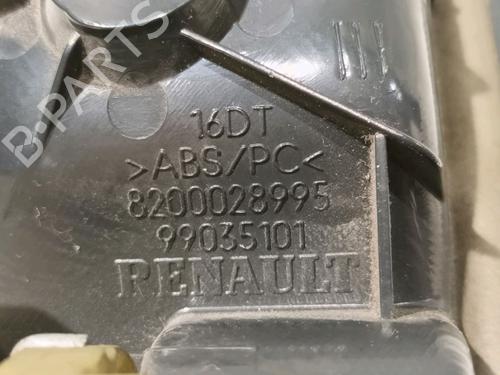 B-PARTS
16DT
>ABS/PC<
8200028995
99035101
RENAULT